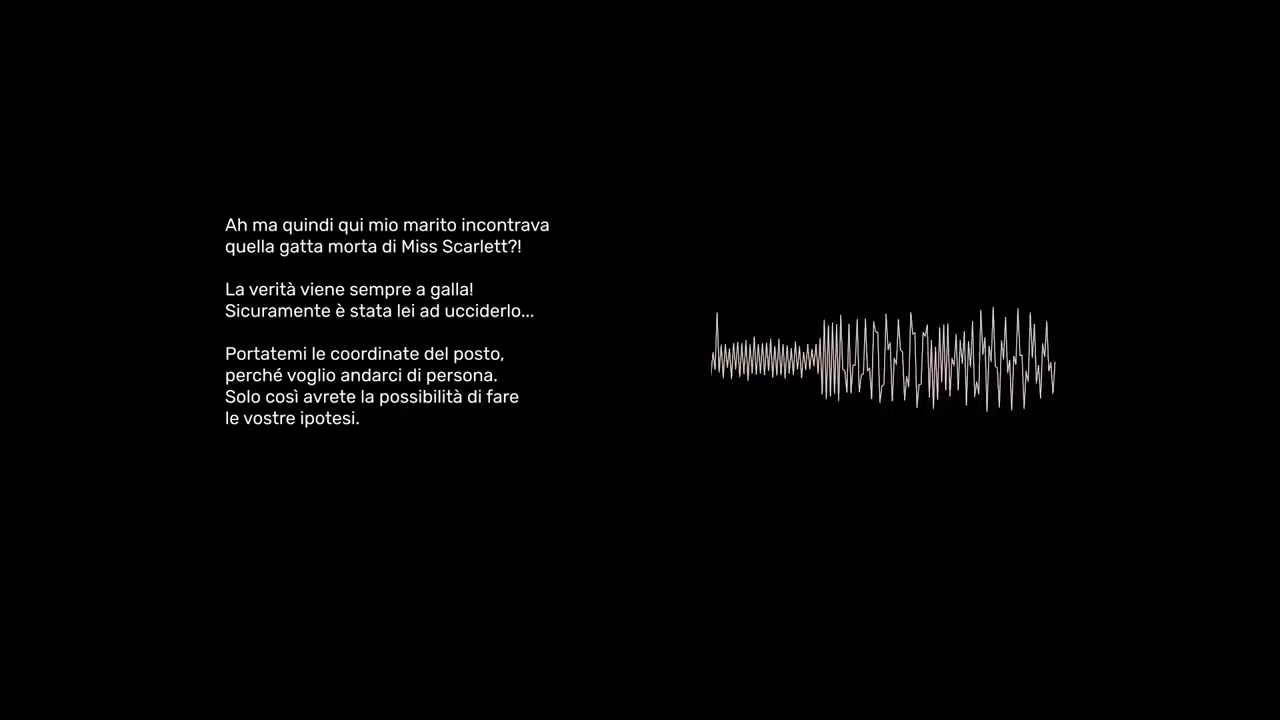 Ah ma quindi qui mio marito incontrava
quella gatta morta di Miss Scarlett?!
La verità viene sempre a galla!
Sicuramente è stata lei ad ucciderlo...
Portatemi le coordinate del posto,
perché voglio andarci di persona.
Solo così avrete la possibilità di fare
le vostre ipotesi.